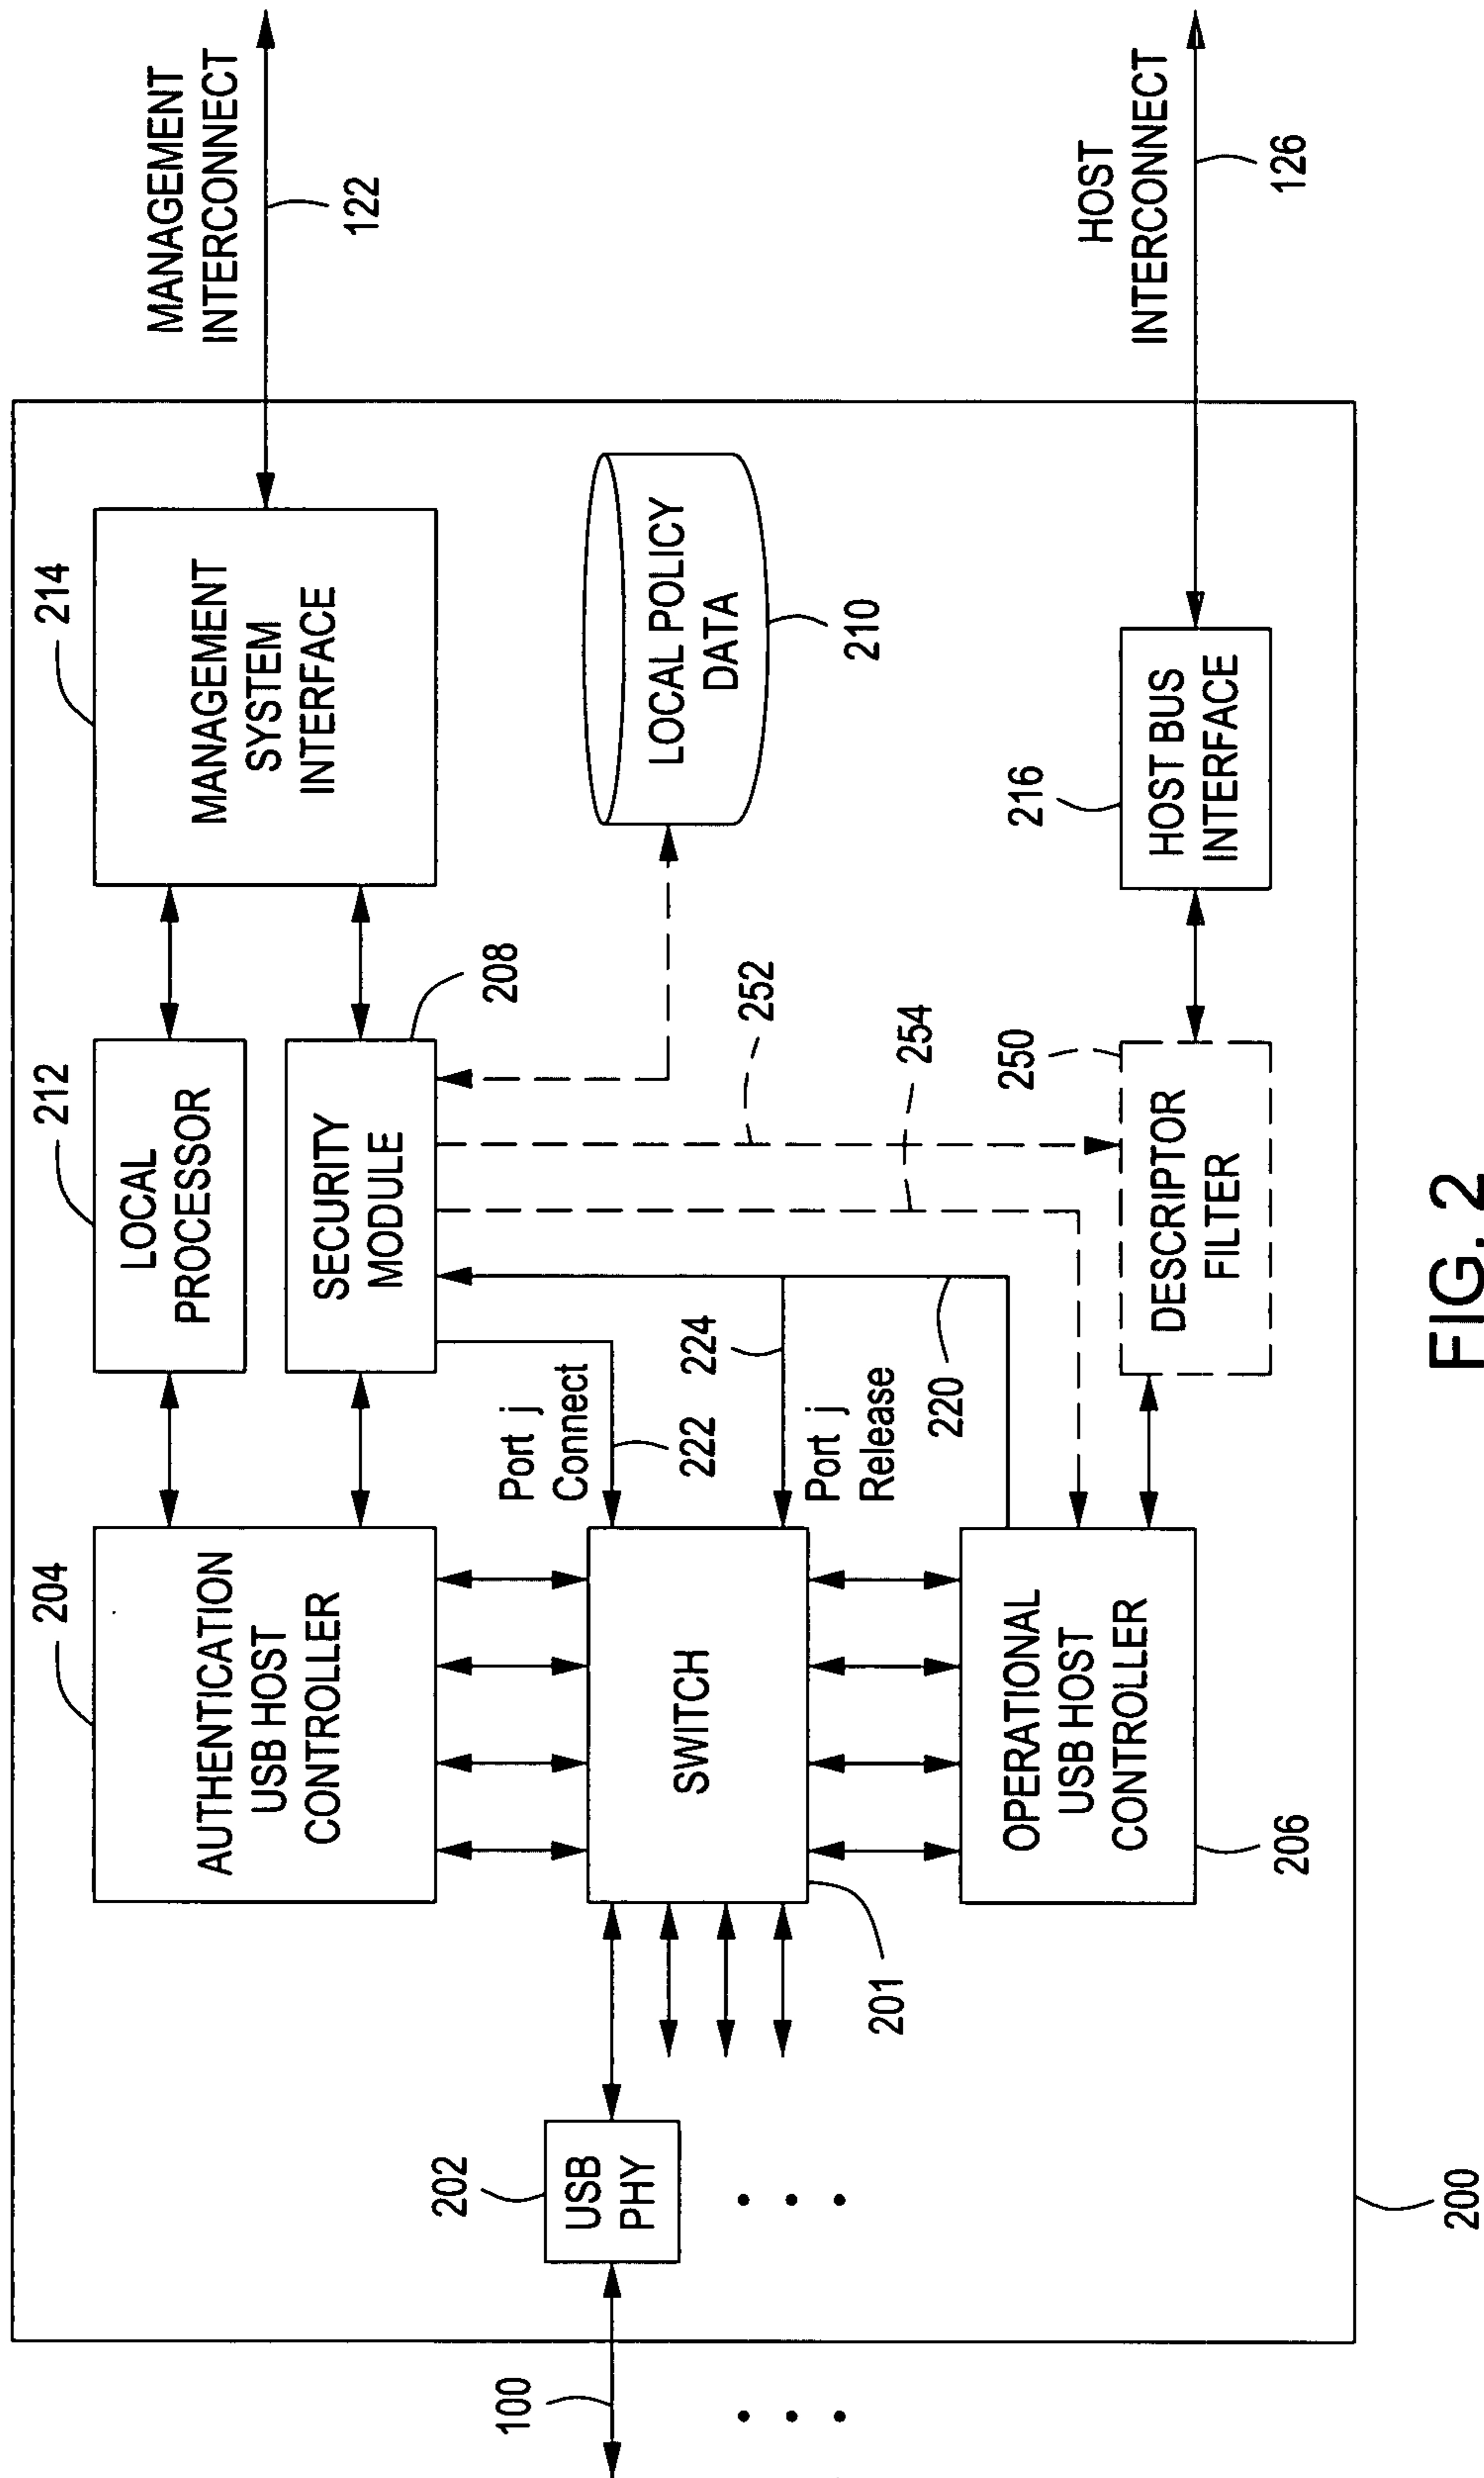 MANAGEMENT
INTERCONNECT
122
HOST
INTERCONNECT
126
214
MANAGEMENT
SYSTEM
INTERFACE
LOCAL POLICY
DATA
210
216
HOST BUS
INTERFACE
212
LOCAL
PROCESSOR
208
SECURITY
MODULE
252
254
250
DESCRIPTOR
FILTER
Port j
Connect
222
224
Port j
Release
220
204
AUTHENTICATION
USB HOST
CONTROLLER
SWITCH
201
OPERATIONAL
USB HOST
CONTROLLER
206
202
USB
PHY
100
200
FIG. 2